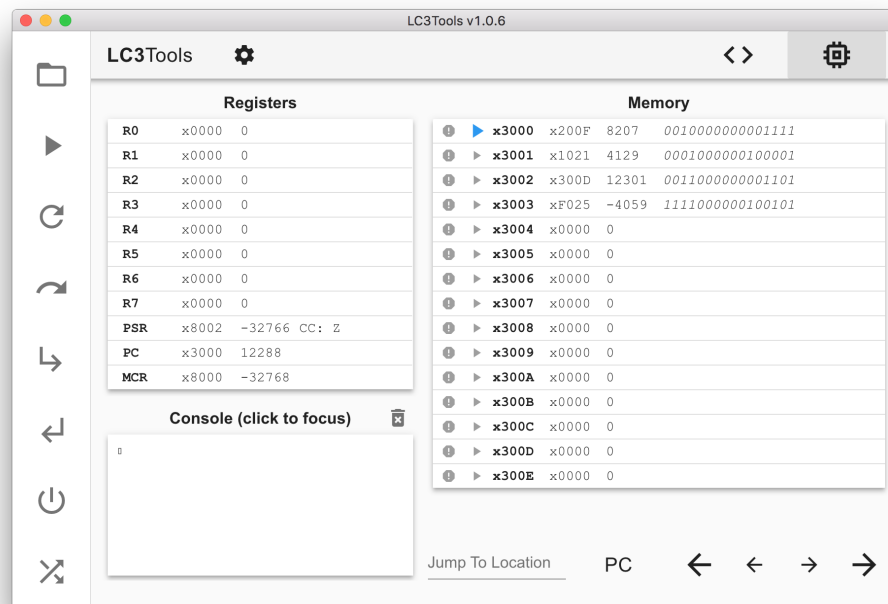 LC3Tools v1.0.6
LC3Tools
Registers
R0 x0000 0
R1 x0000 0
R2 x0000 0
R3 x0000 0
R4 x0000 0
R5 x0000 0
R6 x0000 0
R7 x0000 0
PSR x8002 -32766 CC: Z
PC x3000 12288
MCR x8000 -32768
Console (click to focus)
Memory
x3000 x200F 8207 0010000000001111
x3001 x1021 4129 0001000000100001
x3002 x300D 12301 0011000000001101
x3003 xF025 -4059 1111000000100101
x3004 x0000 0
x3005 x0000 0
x3006 x0000 0
x3007 x0000 0
x3008 x0000 0
x3009 x0000 0
x300A x0000 0
x300B x0000 0
x300C x0000 0
x300D x0000 0
x300E x0000 0
Jump To Location PC